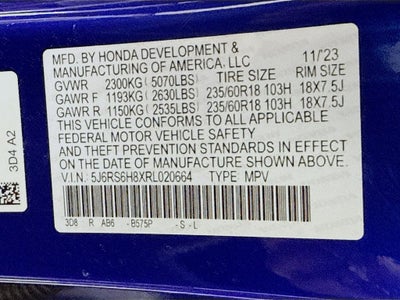 MFD. BY HONDA DEVELOPMENT & 11/23
MANUFACTURING OF AMERICA, LLC
GVWR 2300KG (5070LBS) TIRE SIZE RIM SIZE
GAWR F 1193KG (2630LBS) 235/60R18 103H 18X7.5J
GAWR R 1150KG (2535LBS) 235/60R18 103H 18X7.5J
THIS VEHICLE CONFORMS TO ALL APPLICABLE
FEDERAL MOTOR VEHICLE SAFETY
AND THEFT PREVENTION STANDARDS IN EFFECT ON
THE DATE OF MANUFACTURE SHOWN ABOVE.
V.I.N. 5J6RS6H8XRL020664 TYPE MPV
3D8 R AB6 -B575P -S-L
3D4 A2